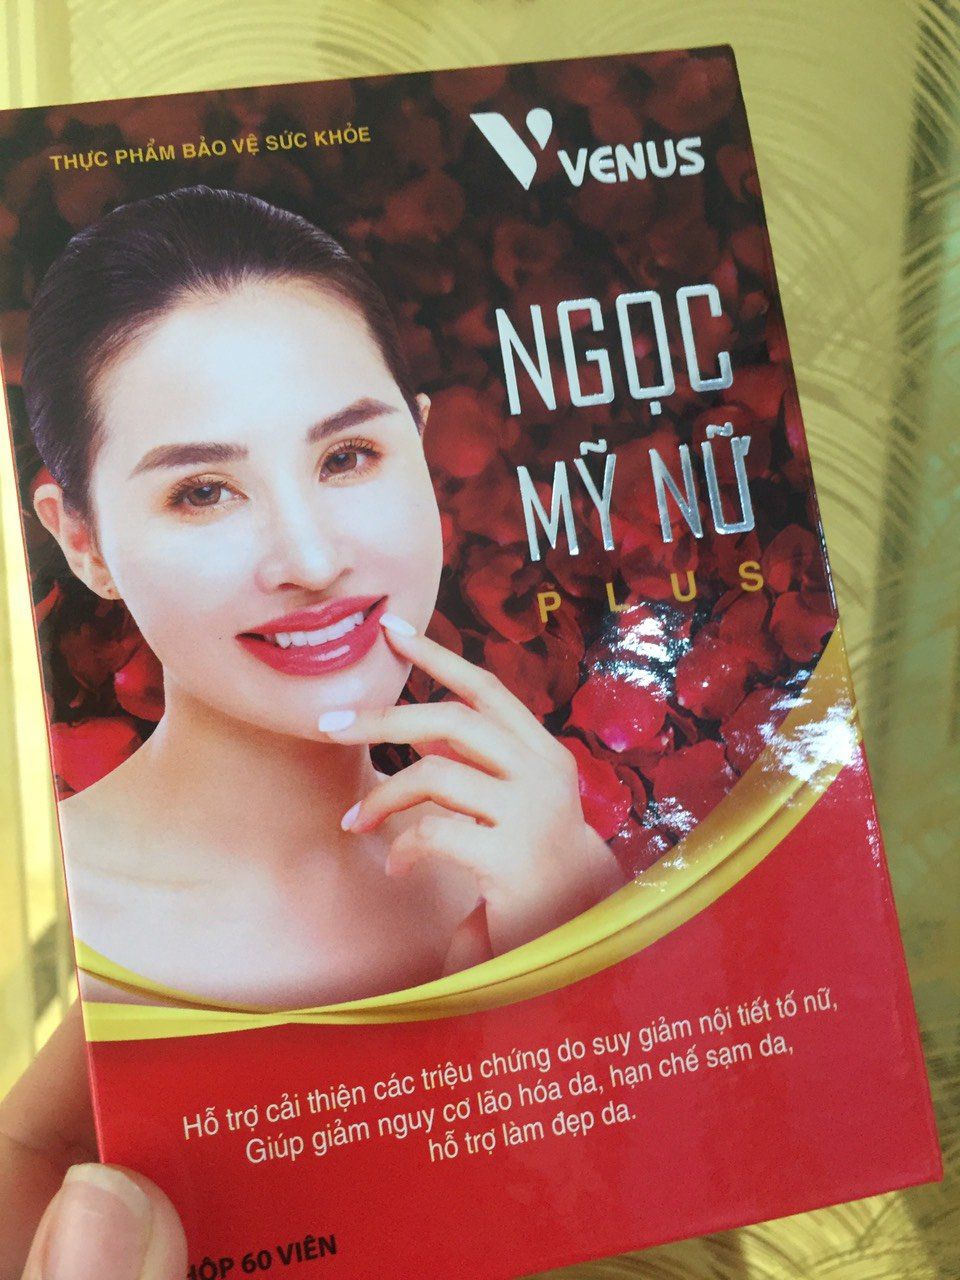 THỰC PHẨM BẢO VỆ SỨC KHỎE
VENUS
NGỌC
MỸ NỮ
PLUS
Hỗ trợ cải thiện các triệu chứng do suy giảm nội tiết tố nữ,
Giúp giảm nguy cơ lão hóa da, hạn chế sạm da,
hỗ trợ làm đẹp da.
HỘP 60 VIÊN